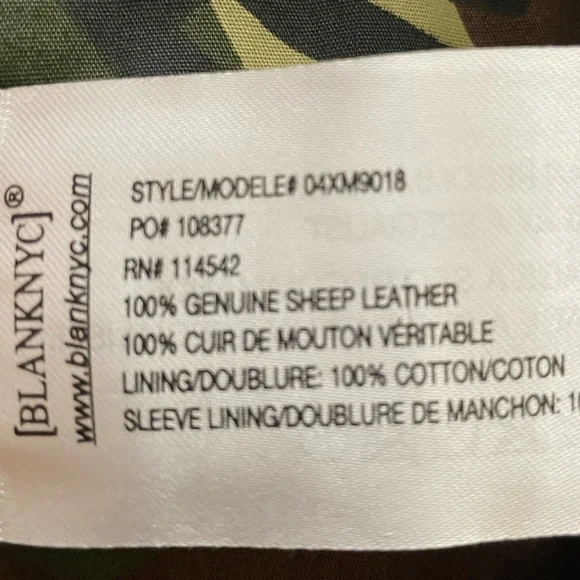 [BLANKNYC]®
www.blanknyc.com
STYLE/MODELE# 04XM9018
PO# 108377
RN# 114542
100% GENUINE SHEEP LEATHER
100% CUIR DE MOUTON VÉRITABLE
LINING/DOUBLURE: 100% COTTON/COTON
SLEEVE LINING/DOUBLURE DE MANCHON: